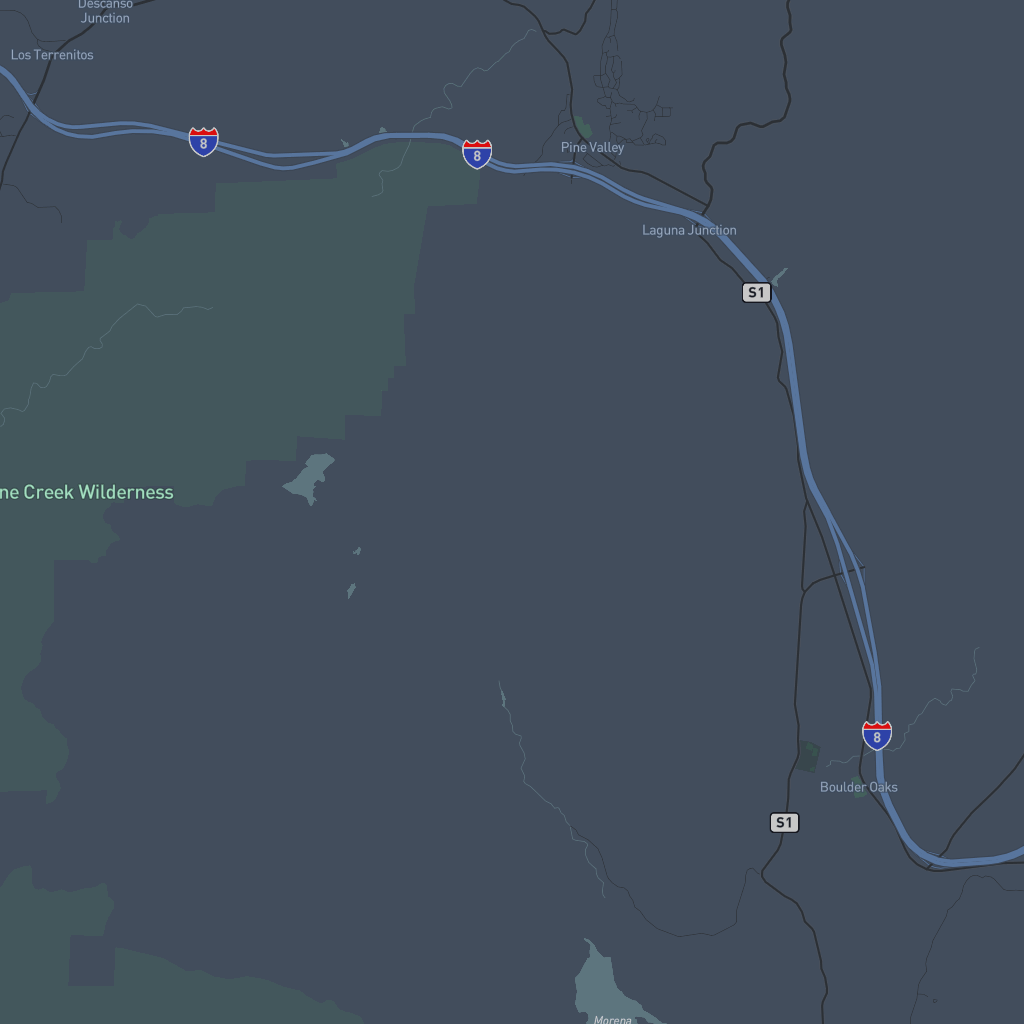 Descanso
Junction
Los Terrenitos
8
8
Pine Valley
Laguna Junction
S1
ne Creek Wilderness
8
Boulder Oaks
S1
Morena